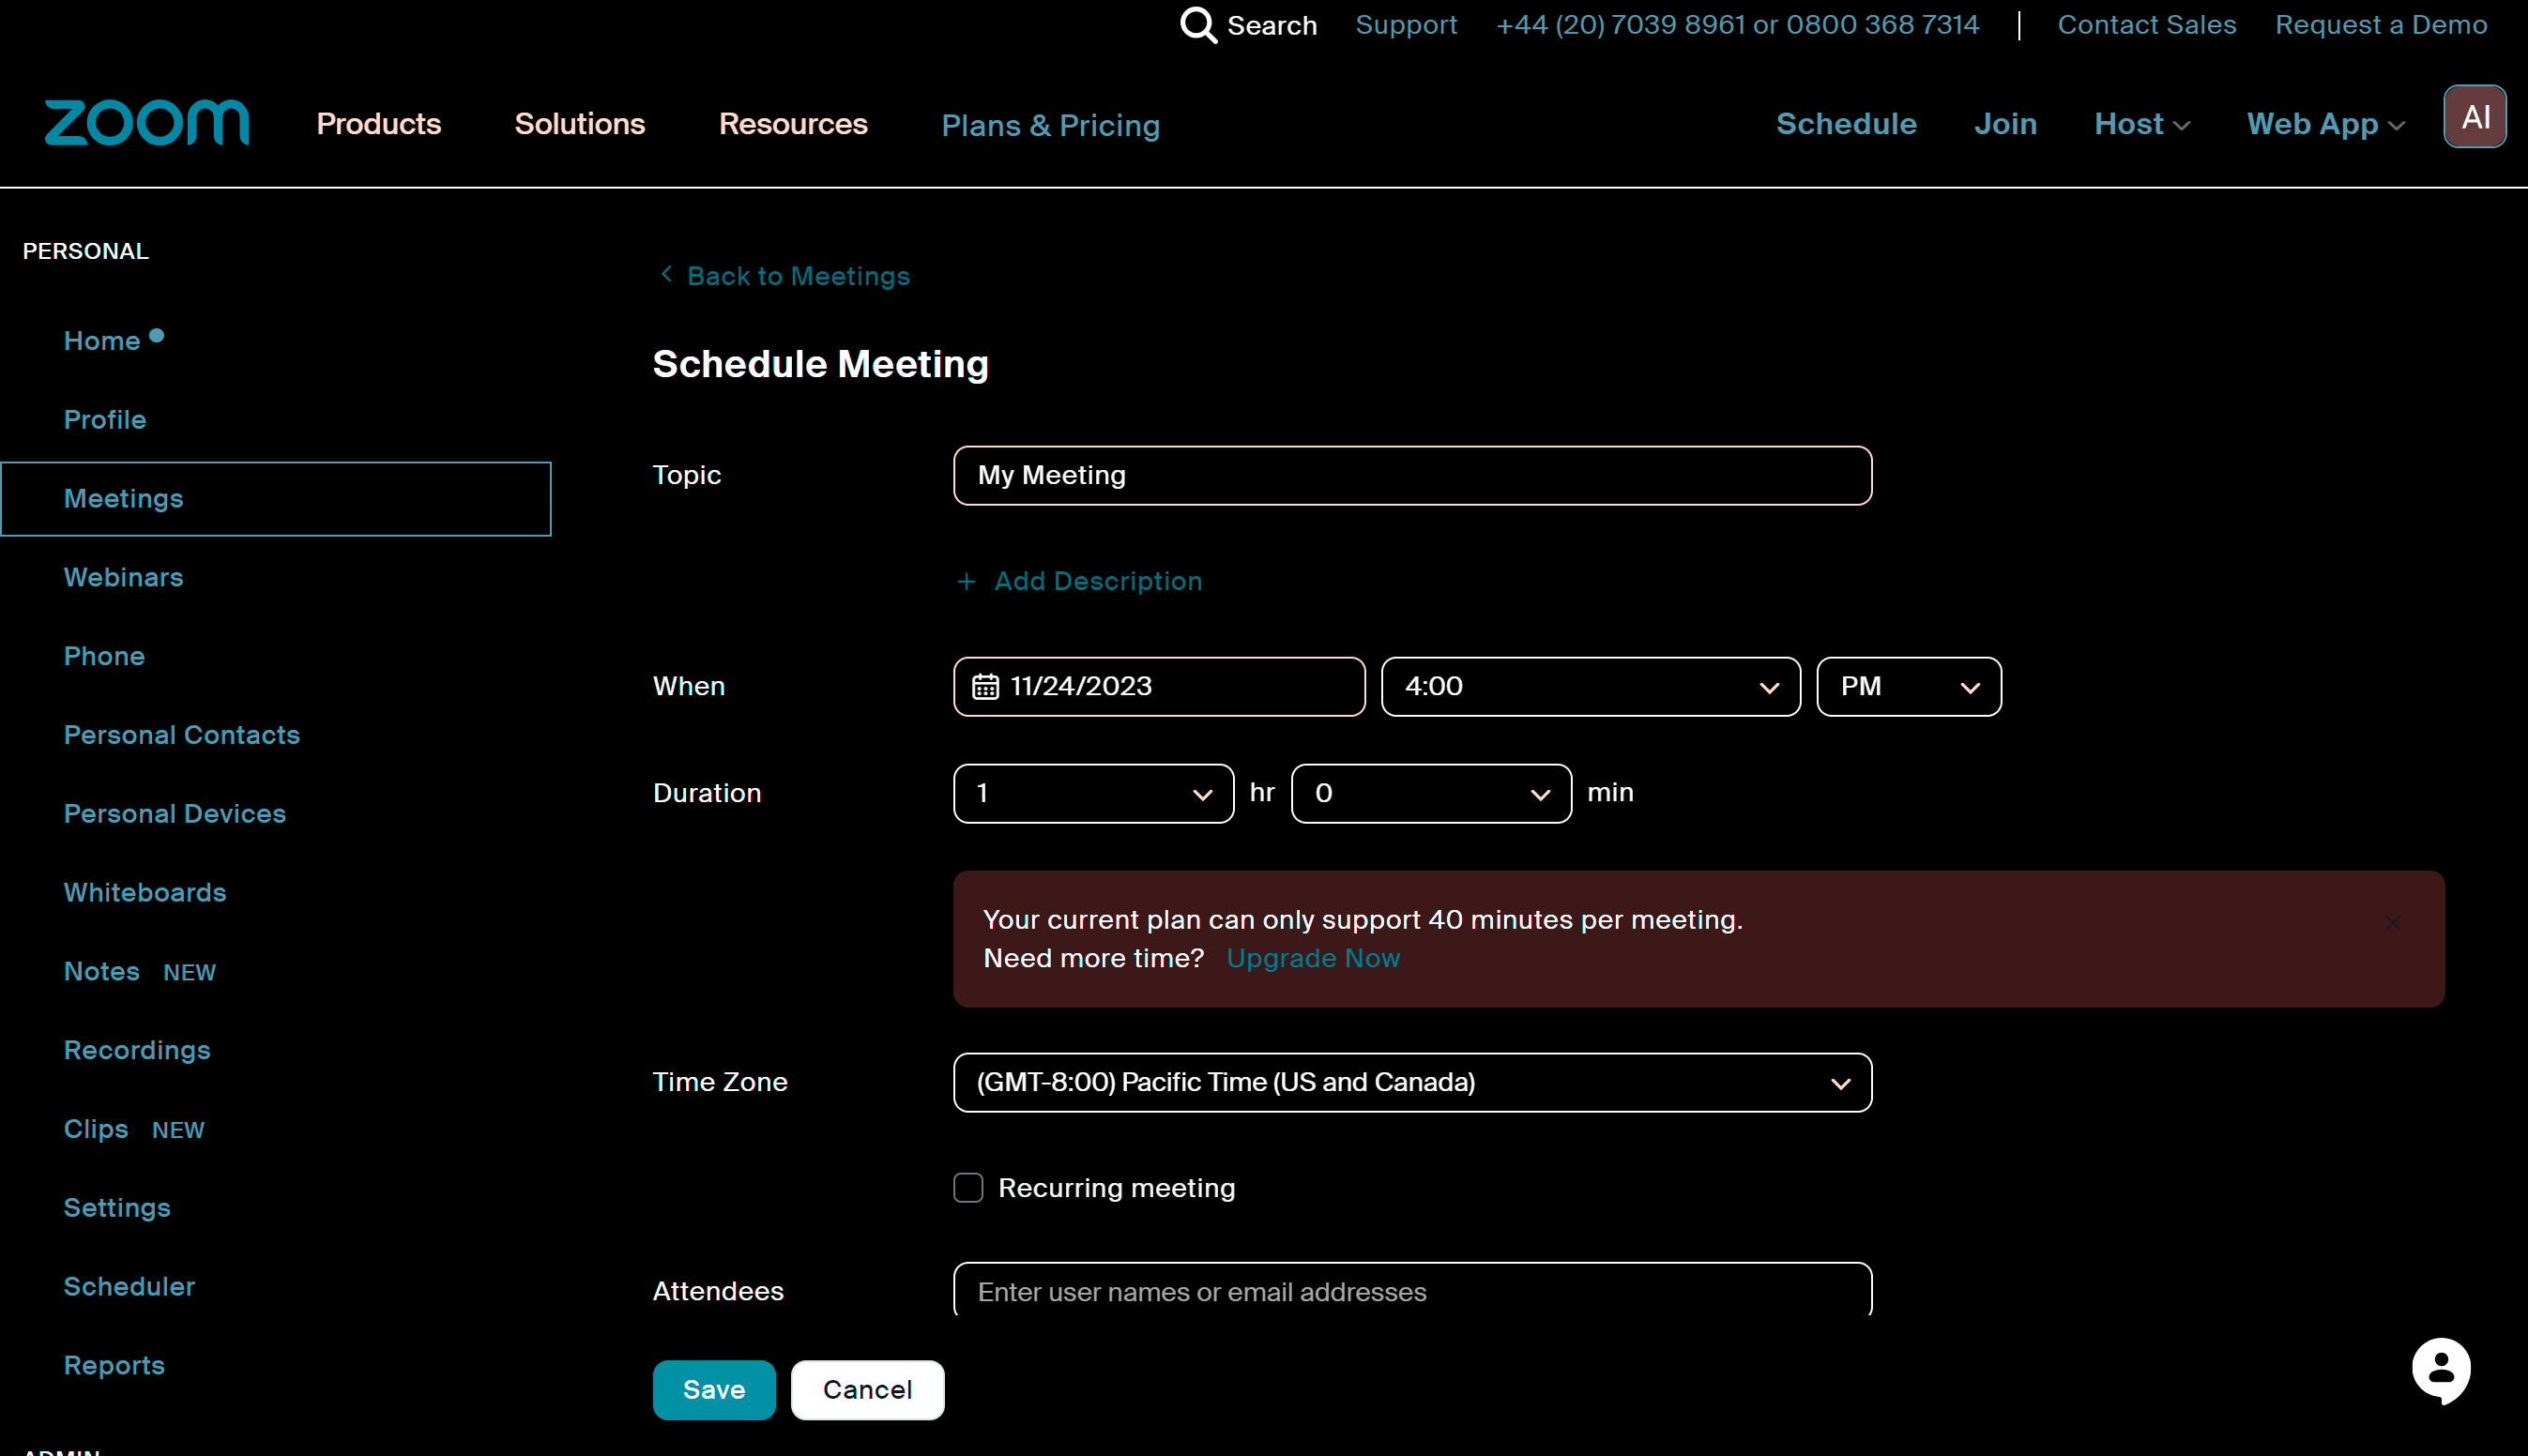 Search Support +44 (20) 7039 8961 or 0800 368 7314 | Contact Sales Request a Demo
zoom Products Solutions Resources Plans & Pricing Schedule Join Host Web App AI
PERSONAL
Home
Profile
Meetings
Webinars
Phone
Personal Contacts
Personal Devices
Whiteboards
Notes NEW
Recordings
Clips NEW
Settings
Scheduler
Reports
ADMIN
Back to Meetings
Schedule Meeting
Topic My Meeting
+ Add Description
When 11/24/2023 4:00 PM
Duration 1 hr 0 min
Your current plan can only support 40 minutes per meeting.
Need more time? Upgrade Now
Time Zone (GMT-8:00) Pacific Time (US and Canada)
Recurring meeting
Attendees Enter user names or email addresses
Save Cancel